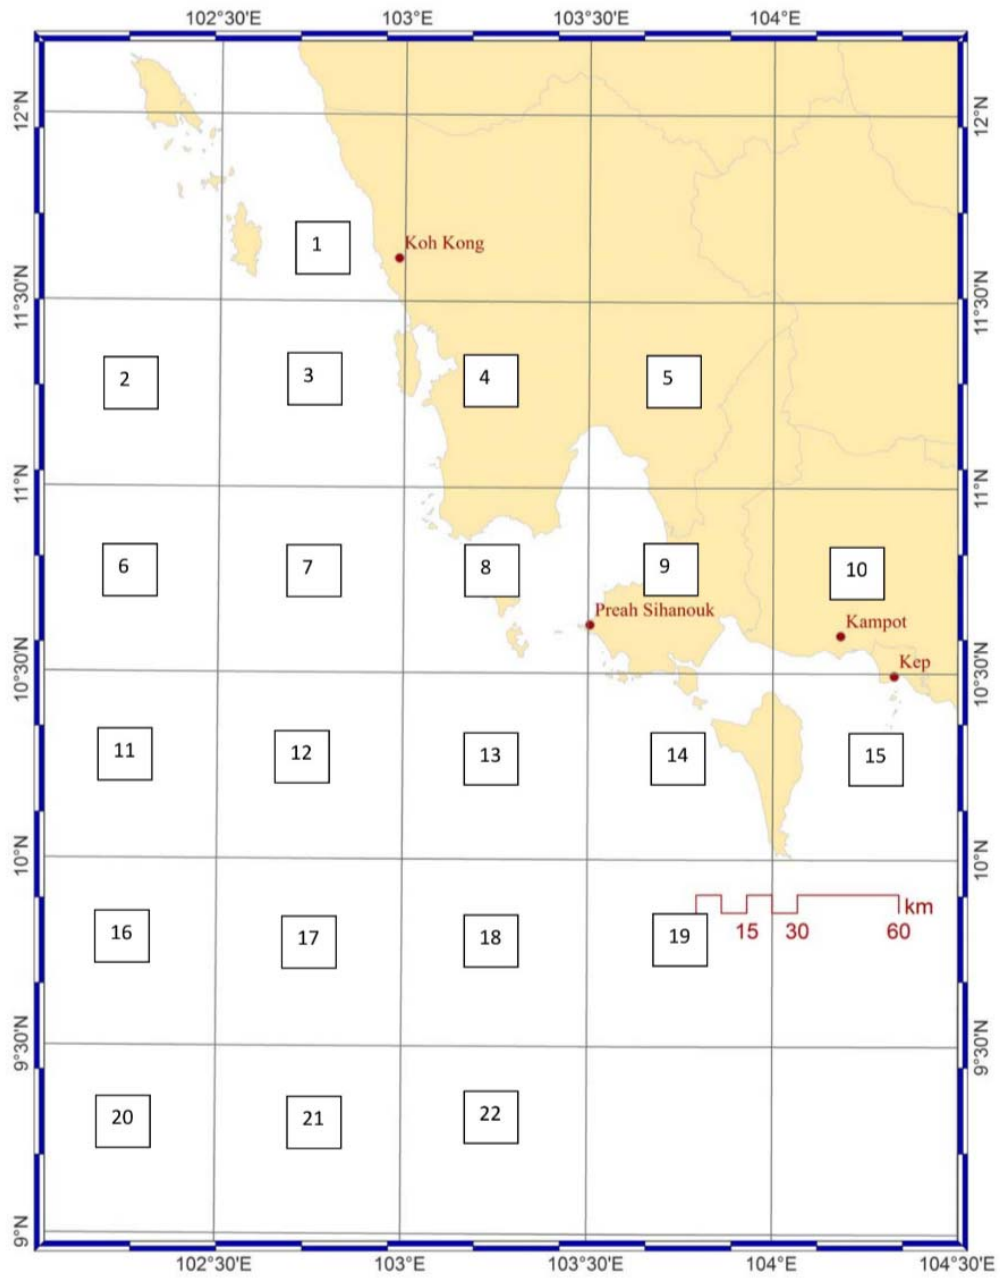 102°30'E 103°E 103°30'E 104°E
12°N 12°N
1 Koh Kong
11°30'N 11°30'N
2 3 4 5
11°N 11°N
6 7 8 9 10
Preah Sihanouk
Kampot
Kep
10°30'N 10°30'N
11 12 13 14 15
10°N 10°N
km
15 30 60
16 17 18 19
9°30'N 9°30'N
20 21 22
9°N
102°30'E 103°E 103°30'E 104°E 104°30'E